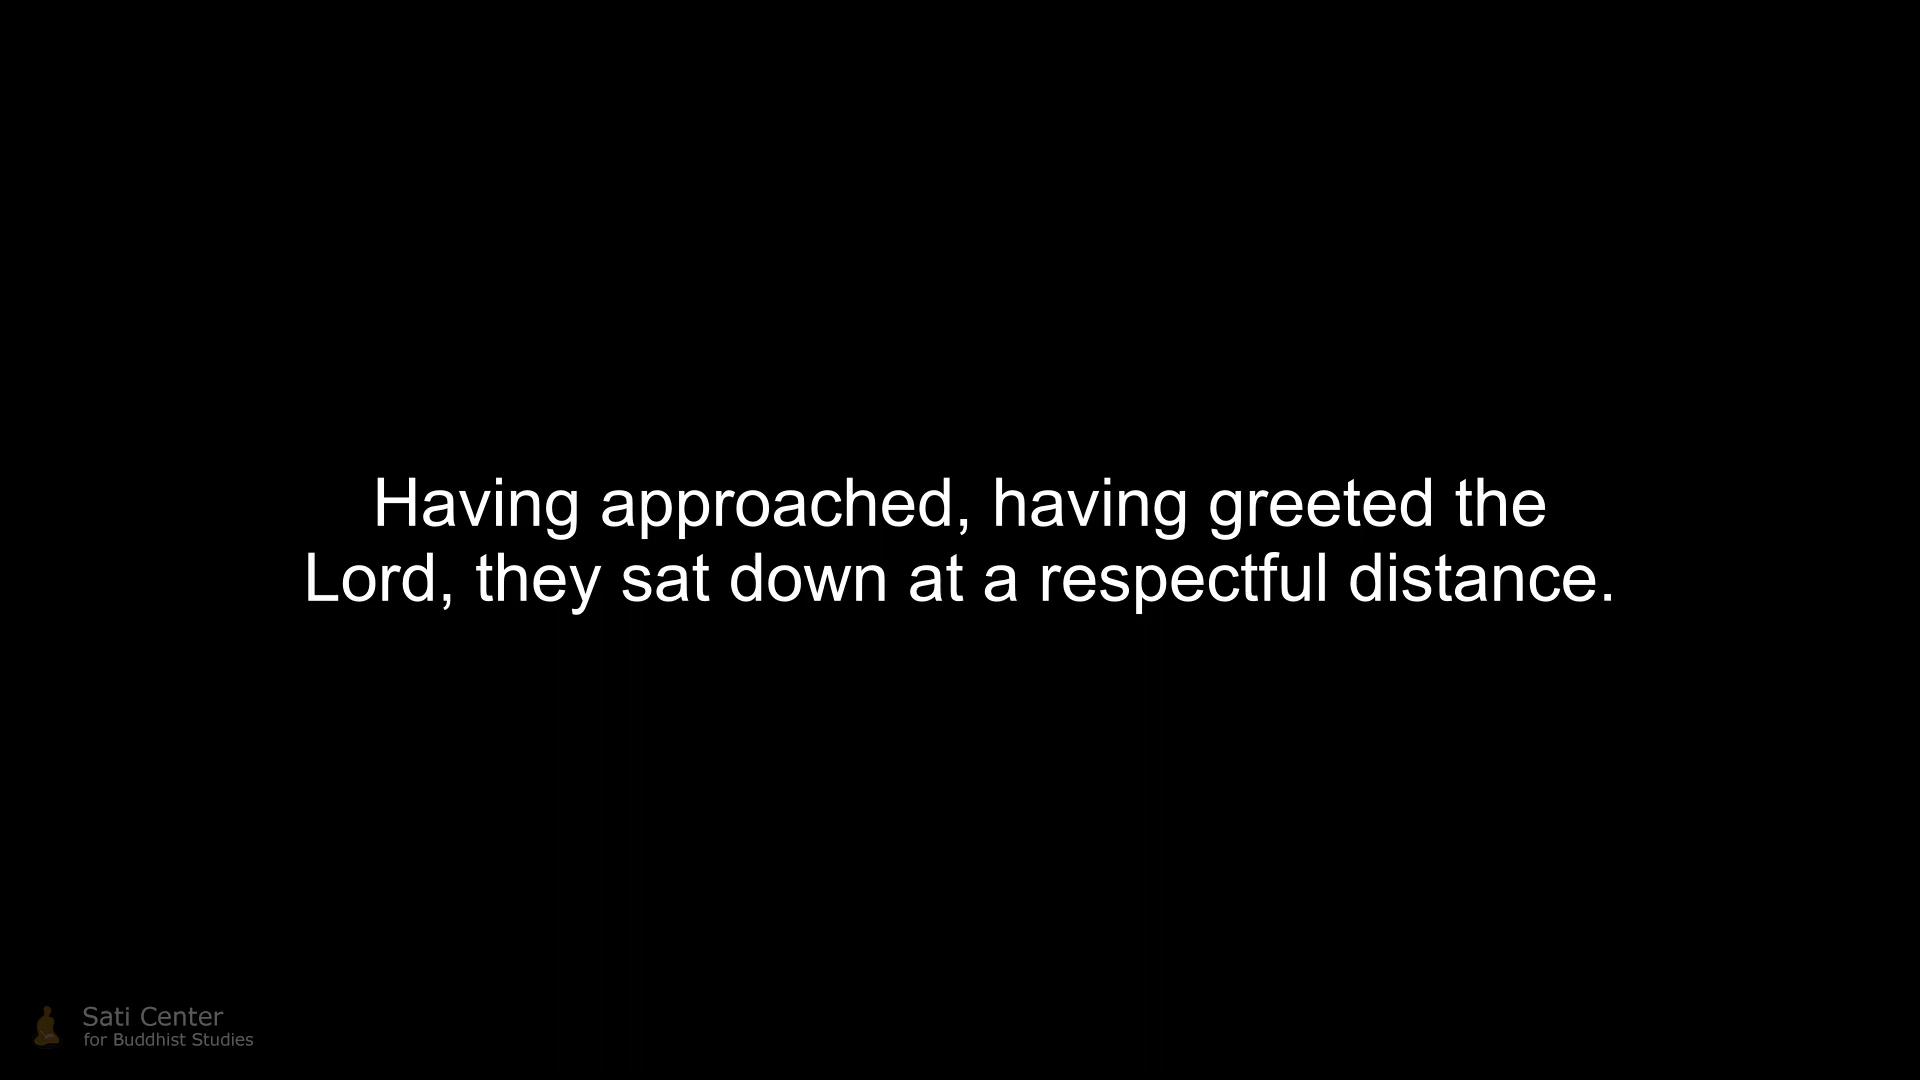 Having approached, having greeted the
Lord, they sat down at a respectful distance.
Sati Center
for Buddhist Studies